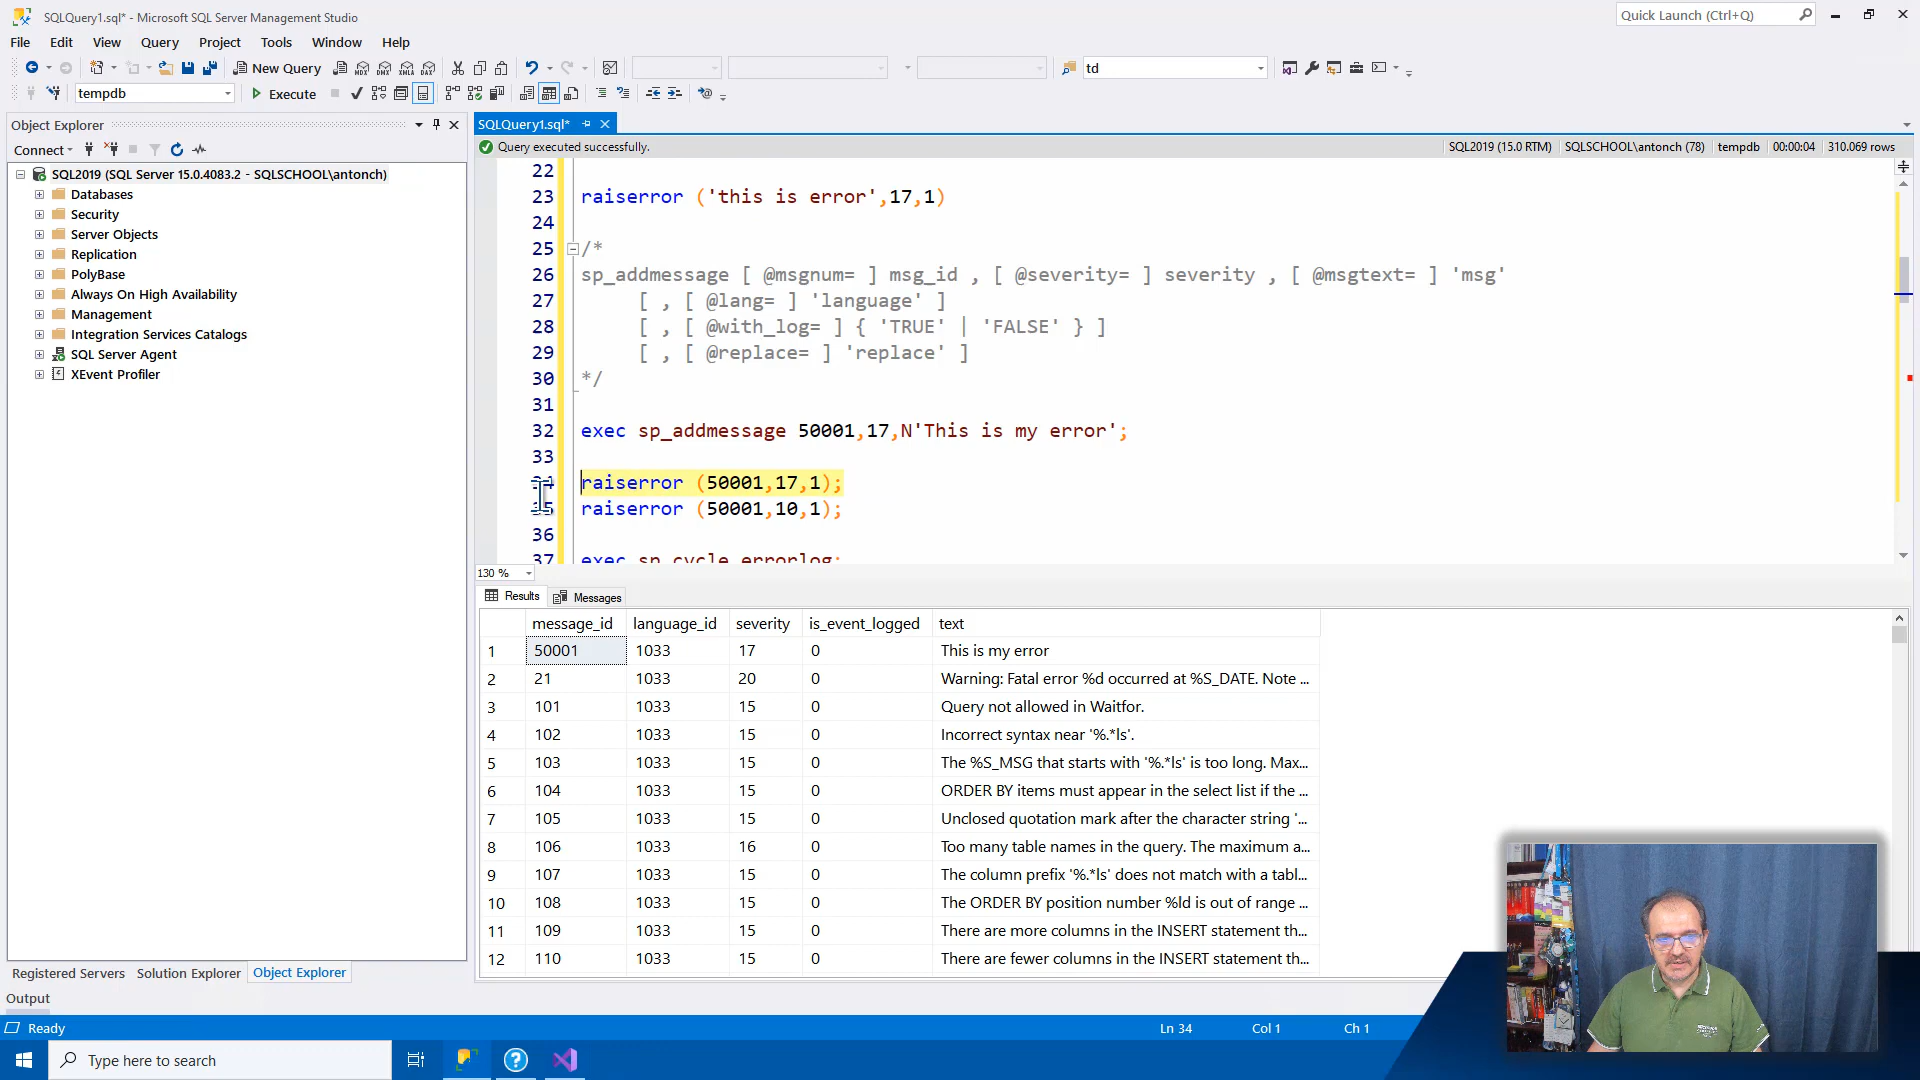 SQLQuery1.sql* - Microsoft SQL Server Management Studio
Quick Launch (Ctrl+Q)
File Edit View Query Project Tools Window Help
New Query
td
tempdb
Execute
Object Explorer
Connect
SQL2019 (SQL Server 15.0.4083.2 - SQLSCHOOL\antonch)
Databases
Security
Server Objects
Replication
PolyBase
Always On High Availability
Management
Integration Services Catalogs
SQL Server Agent
XEvent Profiler
Registered Servers Solution Explorer Object Explorer
SQLQuery1.sql*
Query executed successfully. SQL2019 (15.0 RTM) SQLSCHOOL\antonch (78) tempdb 00:00:04 310.069 rows
22
23 raiserror ('this is error',17,1)
24
25 /*
26 sp_addmessage [ @msgnum= ] msg_id , [ @severity= ] severity , [ @msgtext= ] 'msg'
27 [ , [ @lang= ] 'language' ]
28 [ , [ @with_log= ] { 'TRUE' | 'FALSE' } ]
29 [ , [ @replace= ] 'replace' ]
30 */
31
32 exec sp_addmessage 50001,17,N'This is my error';
33
34 raiserror (50001,17,1);
35 raiserror (50001,10,1);
36
37 exec sp_cycle_errorlog;
130 %
Results Messages
message_id language_id severity is_event_logged text
1 50001 1033 17 0 This is my error
2 21 1033 20 0 Warning: Fatal error %d occurred at %S_DATE. Note ...
3 101 1033 15 0 Query not allowed in Waitfor.
4 102 1033 15 0 Incorrect syntax near '%.*ls'.
5 103 1033 15 0 The %S_MSG that starts with '%.*ls' is too long. Max...
6 104 1033 15 0 ORDER BY items must appear in the select list if the ...
7 105 1033 15 0 Unclosed quotation mark after the character string '...
8 106 1033 16 0 Too many table names in the query. The maximum a...
9 107 1033 15 0 The column prefix '%.*ls' does not match with a tabl...
10 108 1033 15 0 The ORDER BY position number %ld is out of range ...
11 109 1033 15 0 There are more columns in the INSERT statement th...
12 110 1033 15 0 There are fewer columns in the INSERT statement th...
Output
Ready Ln 34 Col 1 Ch 1
Type here to search